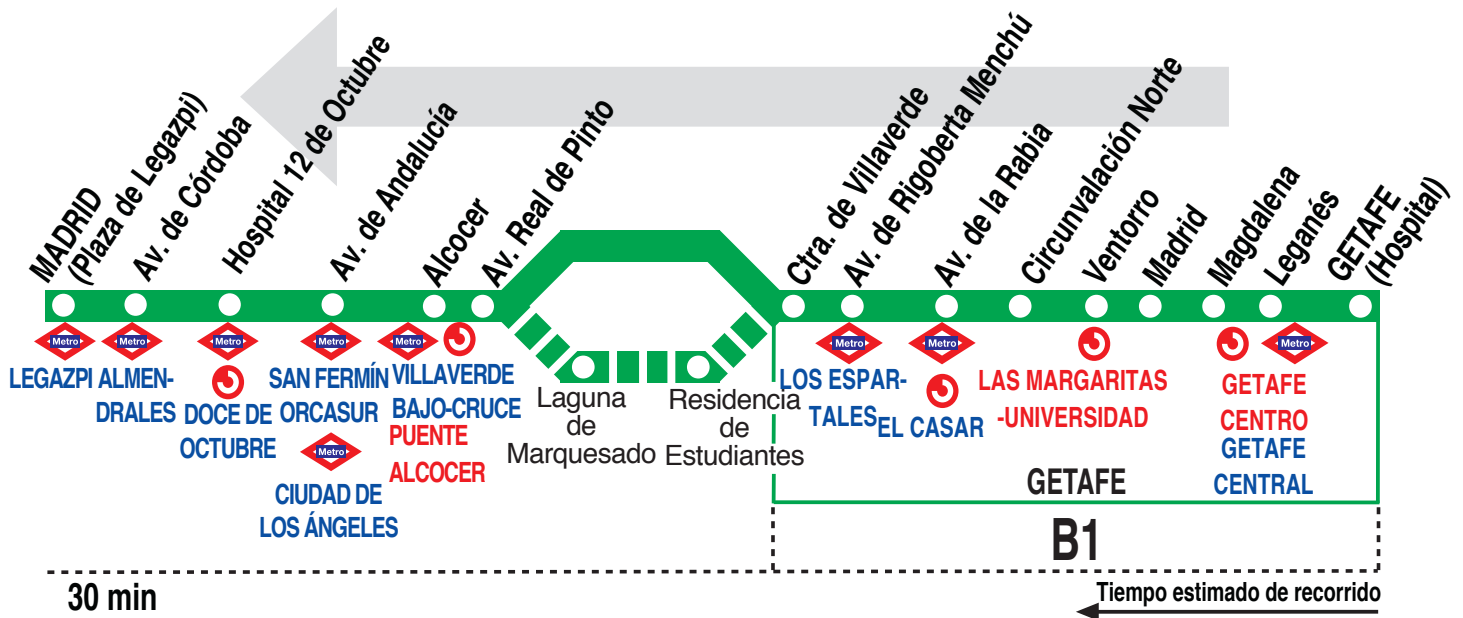 MADRID
(Plaza de Legazpi)
Av. de Córdoba
Hospital 12 de Octubre
Av. de Andalucía
Alcocer
Av. Real de Pinto
Ctra. de Villaverde
Av. de Rigoberta Menchú
Av. de la Rabia
Circunvalación Norte
Ventorro
Madrid
Magdalena
Leganés
GETAFE
(Hospital)
Metro
Metro
Metro
Metro
Metro
Metro
Metro
Metro
LEGAZPI
ALMEN-
DRALES
DOCE DE
OCTUBRE
SAN FERMÍN
ORCASUR
Metro
CIUDAD DE
LOS ÁNGELES
VILLAVERDE
BAJO-CRUCE
PUENTE
ALCOCER
Laguna
de
Marquesado
Residencia
de
Estudiantes
LOS ESPAR-
TALES
EL CASAR
LAS MARGARITAS
-UNIVERSIDAD
GETAFE
CENTRO
GETAFE
CENTRAL
GETAFE
B1
30 min
Tiempo estimado de recorrido